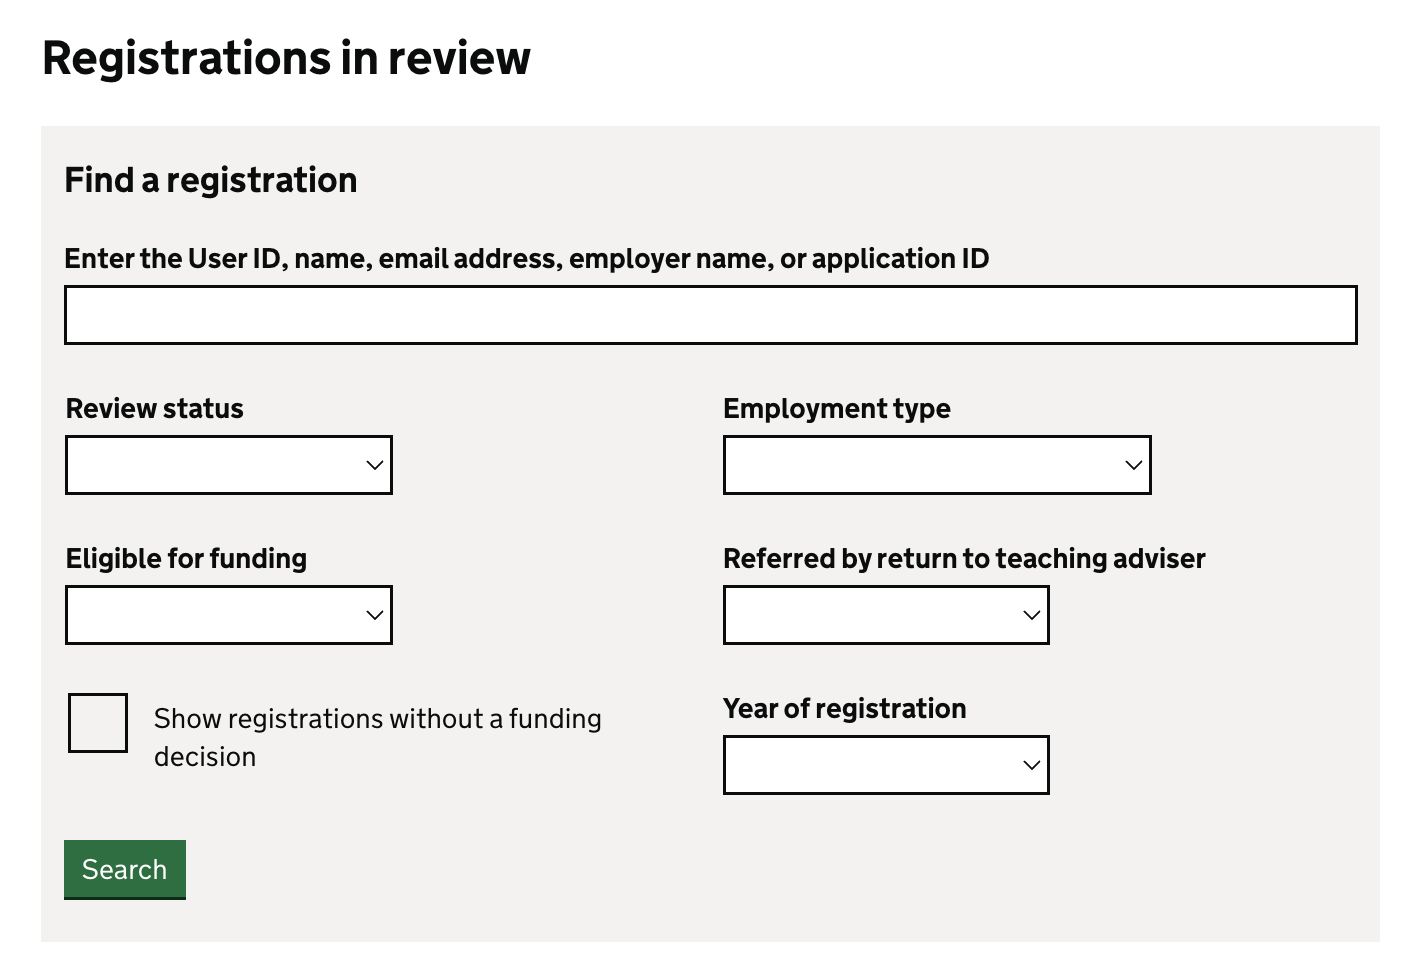 Registrations in review
Find a registration
Enter the User ID, name, email address, employer name, or application ID
Review status
Employment type
Eligible for funding
Referred by return to teaching adviser
Show registrations without a funding
decision
Year of registration
Search